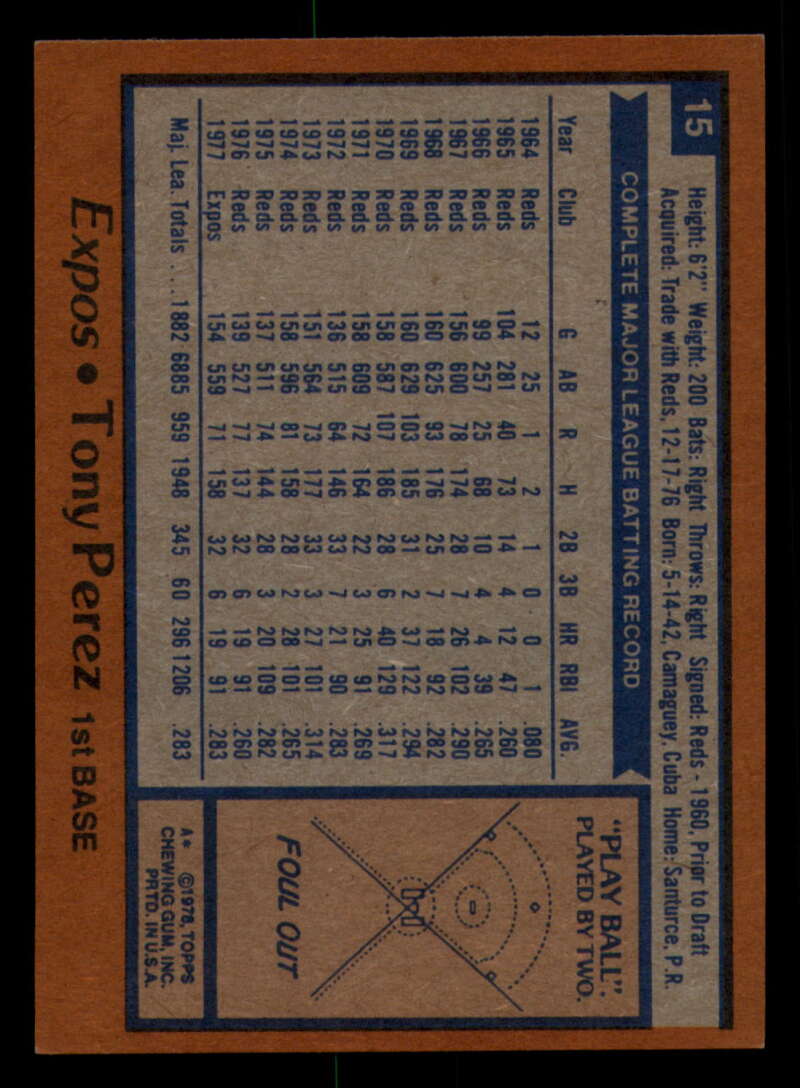 15
Height: 6'2" Weight: 200 Bats: Right Throws: Right Signed: Reds - 1960, Prior to Draft
Acquired: Trade with Reds, 12-17-76 Born: 5-14-42, Camaguey, Cuba Home: Santurce, P.R.
COMPLETE MAJOR LEAGUE BATTING RECORD
Year Club G AB R H 2B 3B HR RBI AVG.
1964 Reds 12 25 1 2 1 0 0 1 .080
1965 Reds 104 281 40 73 14 4 12 47 .260
1966 Reds 99 257 25 68 10 4 4 39 .265
1967 Reds 156 600 78 174 28 7 26 102 .290
1968 Reds 160 625 93 176 25 7 18 92 .282
1969 Reds 160 629 103 185 31 2 37 122 .294
1970 Reds 158 587 107 186 28 6 40 129 .317
1971 Reds 158 609 72 164 22 3 25 91 .269
1972 Reds 136 515 64 146 33 7 21 90 .283
1973 Reds 151 564 73 177 33 3 27 101 .314
1974 Reds 158 596 81 158 28 2 28 101 .265
1975 Reds 137 511 74 144 28 3 20 109 .282
1976 Reds 139 527 77 137 32 6 19 91 .260
1977 Expos 154 559 71 158 32 6 19 91 .283
Maj. Lea. Totals .... 1882 6885 959 1948 345 60 296 1206 .283
"PLAY BALL":
PLAYED BY TWO.
FOUL OUT
A* ©1978, TOPPS
CHEWING GUM, INC.
PRTD. IN U.S.A.
Expos • Tony Perez 1st BASE